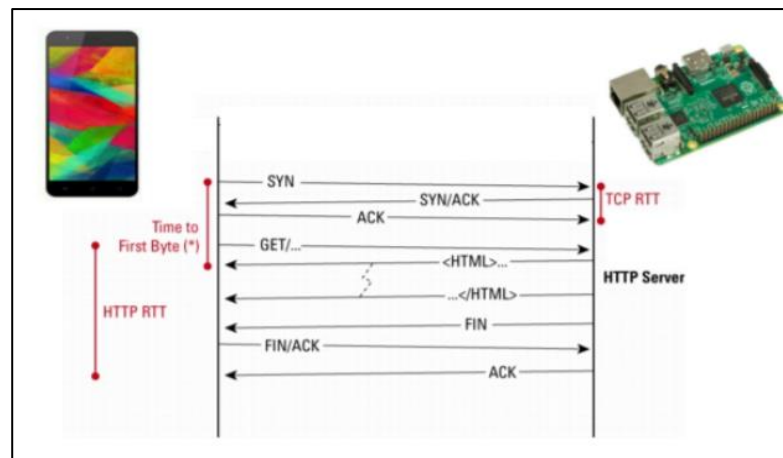 SYN
SYN/ACK
TCP RTT
ACK
Time to
First Byte (*)
GET/...
<HTML>...
HTTP Server
...</HTML>
HTTP RTT
FIN
FIN/ACK
ACK